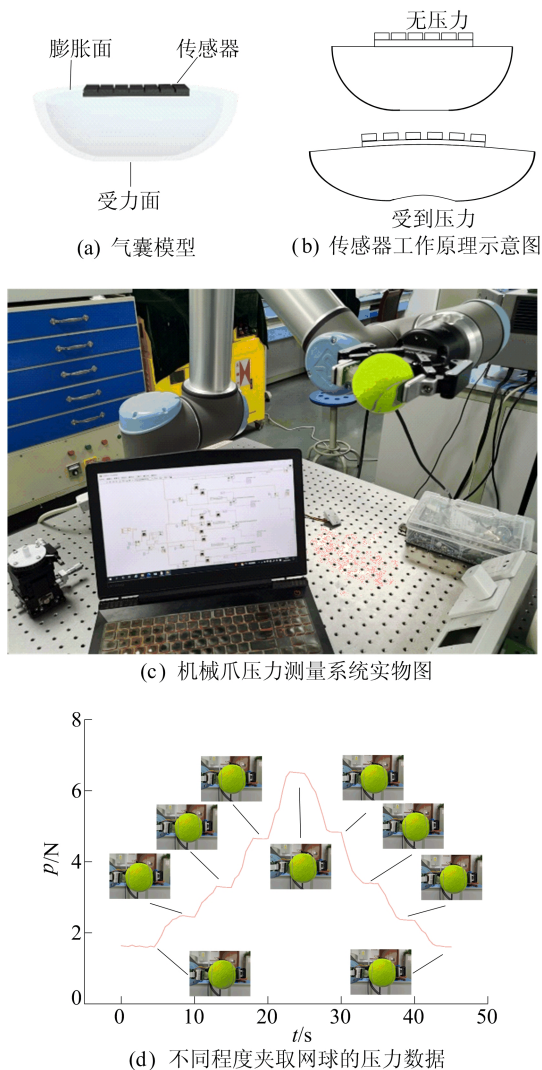 膨胀面
传感器
受力面
(a) 气囊模型
无压力
受到压力
(b) 传感器工作原理示意图
(c) 机械爪压力测量系统实物图
8
6
4
2
0
p/N
0
10
20
30
40
50
t/s
(d) 不同程度夹取网球的压力数据